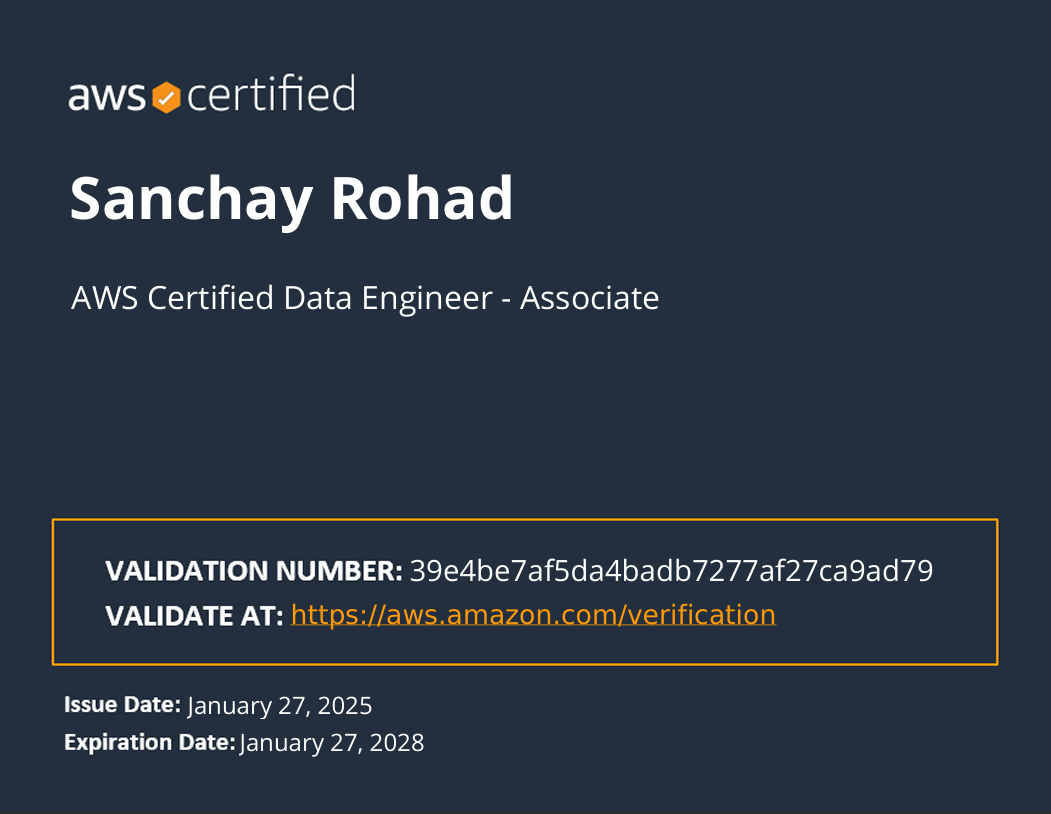 aws certified
Sanchay Rohad
AWS Certified Data Engineer - Associate
VALIDATION NUMBER: 39e4be7af5da4badb7277af27ca9ad79
VALIDATE AT: https://aws.amazon.com/verification
Issue Date: January 27, 2025
Expiration Date: January 27, 2028